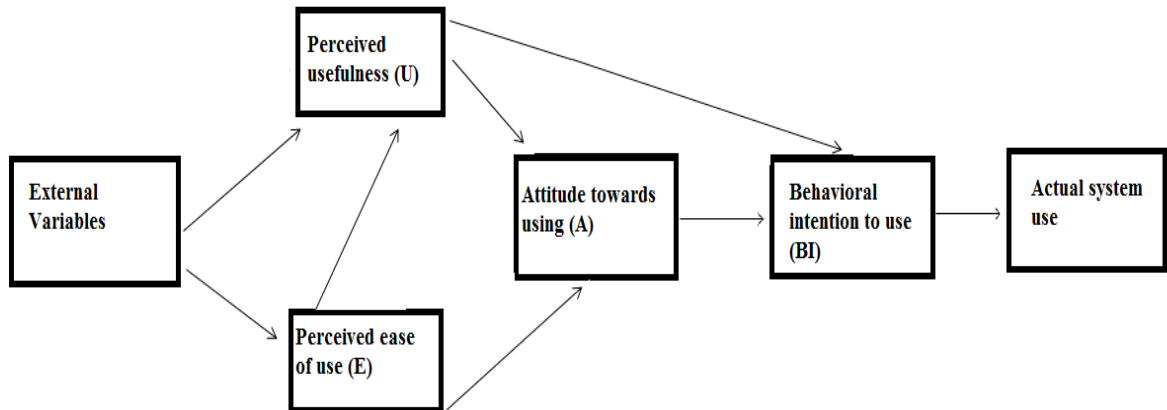 Perceived
usefulness (U)
External
Variables
Perceived ease
of use (E)
Attitude towards
using (A)
Behavioral
intention to use
(BI)
Actual system
use